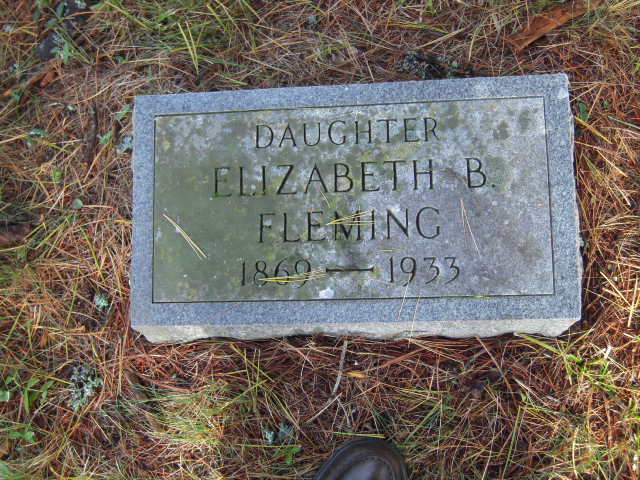 DAUGHTER
ELIZABETH B.
FLEMING
1869 — 1933